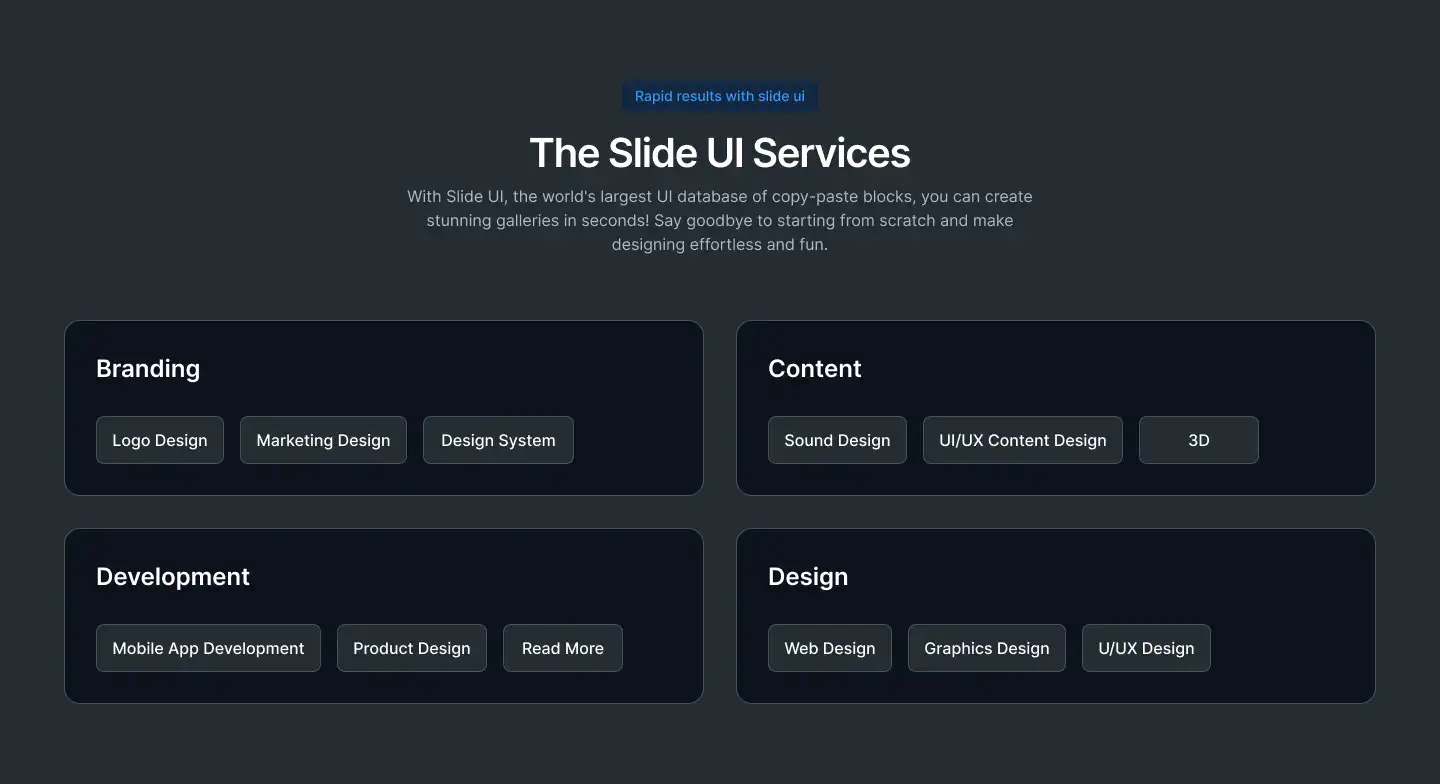 Rapid results with slide ui
The Slide UI Services
With Slide UI, the world's largest UI database of copy-paste blocks, you can create
stunning galleries in seconds! Say goodbye to starting from scratch and make
designing effortless and fun.
Branding
Logo Design
Marketing Design
Design System
Content
Sound Design
UI/UX Content Design
3D
Development
Mobile App Development
Product Design
Read More
Design
Web Design
Graphics Design
U/UX Design